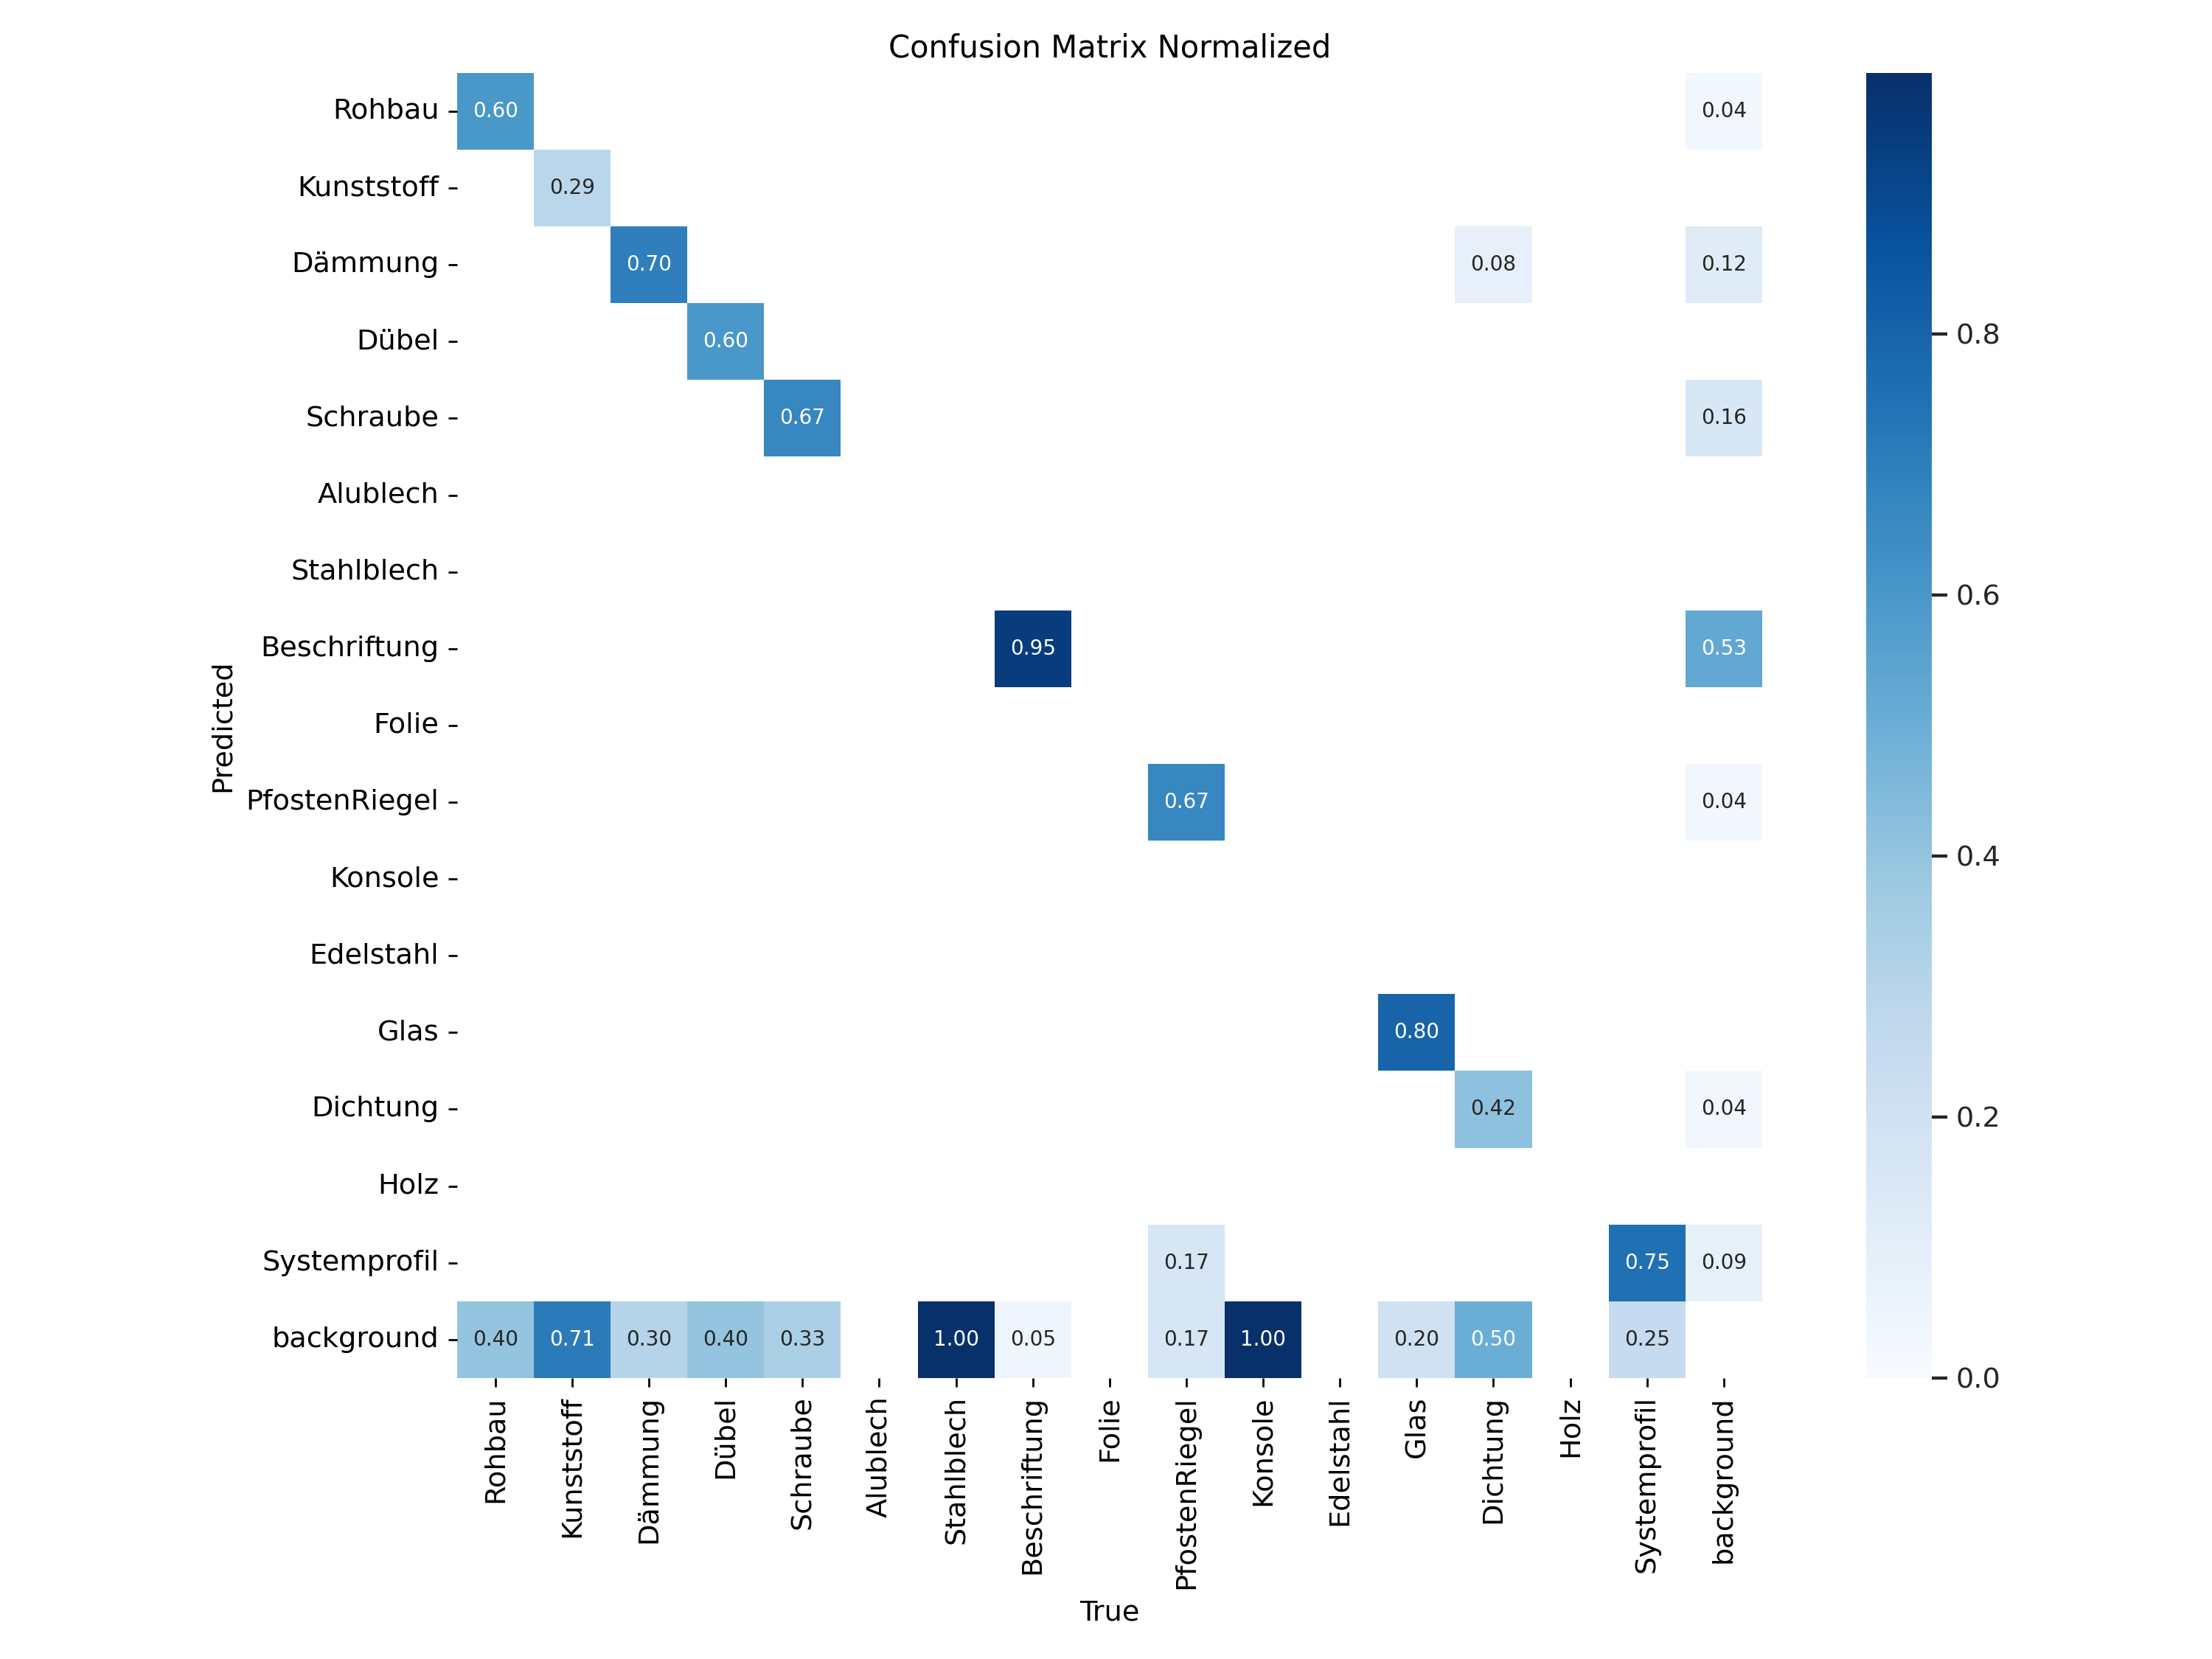 Confusion Matrix Normalized
Rohbau
0.60
0.04
Kunststoff
0.29
Dämmung
0.70
0.08
0.12
Dübel
0.60
0.8
Schraube
0.67
0.16
Alublech
Stahlblech
0.6
Beschriftung
0.95
0.53
Folie
Predicted
PfostenRiegel
0.67
0.04
0.4
Konsole
Edelstahl
Glas
0.80
Dichtung
0.42
0.04
0.2
Holz
Systemprofil
0.17
0.75
0.09
background
0.40
0.71
0.30
0.40
0.33
1.00
0.05
0.17
1.00
0.20
0.50
0.25
0.0
Rohbau
Kunststoff
Dämmung
Dübel
Schraube
Alublech
Stahlblech
Beschriftung
Folie
PfostenRiegel
Konsole
Edelstahl
Glas
Dichtung
Holz
Systemprofil
background
True